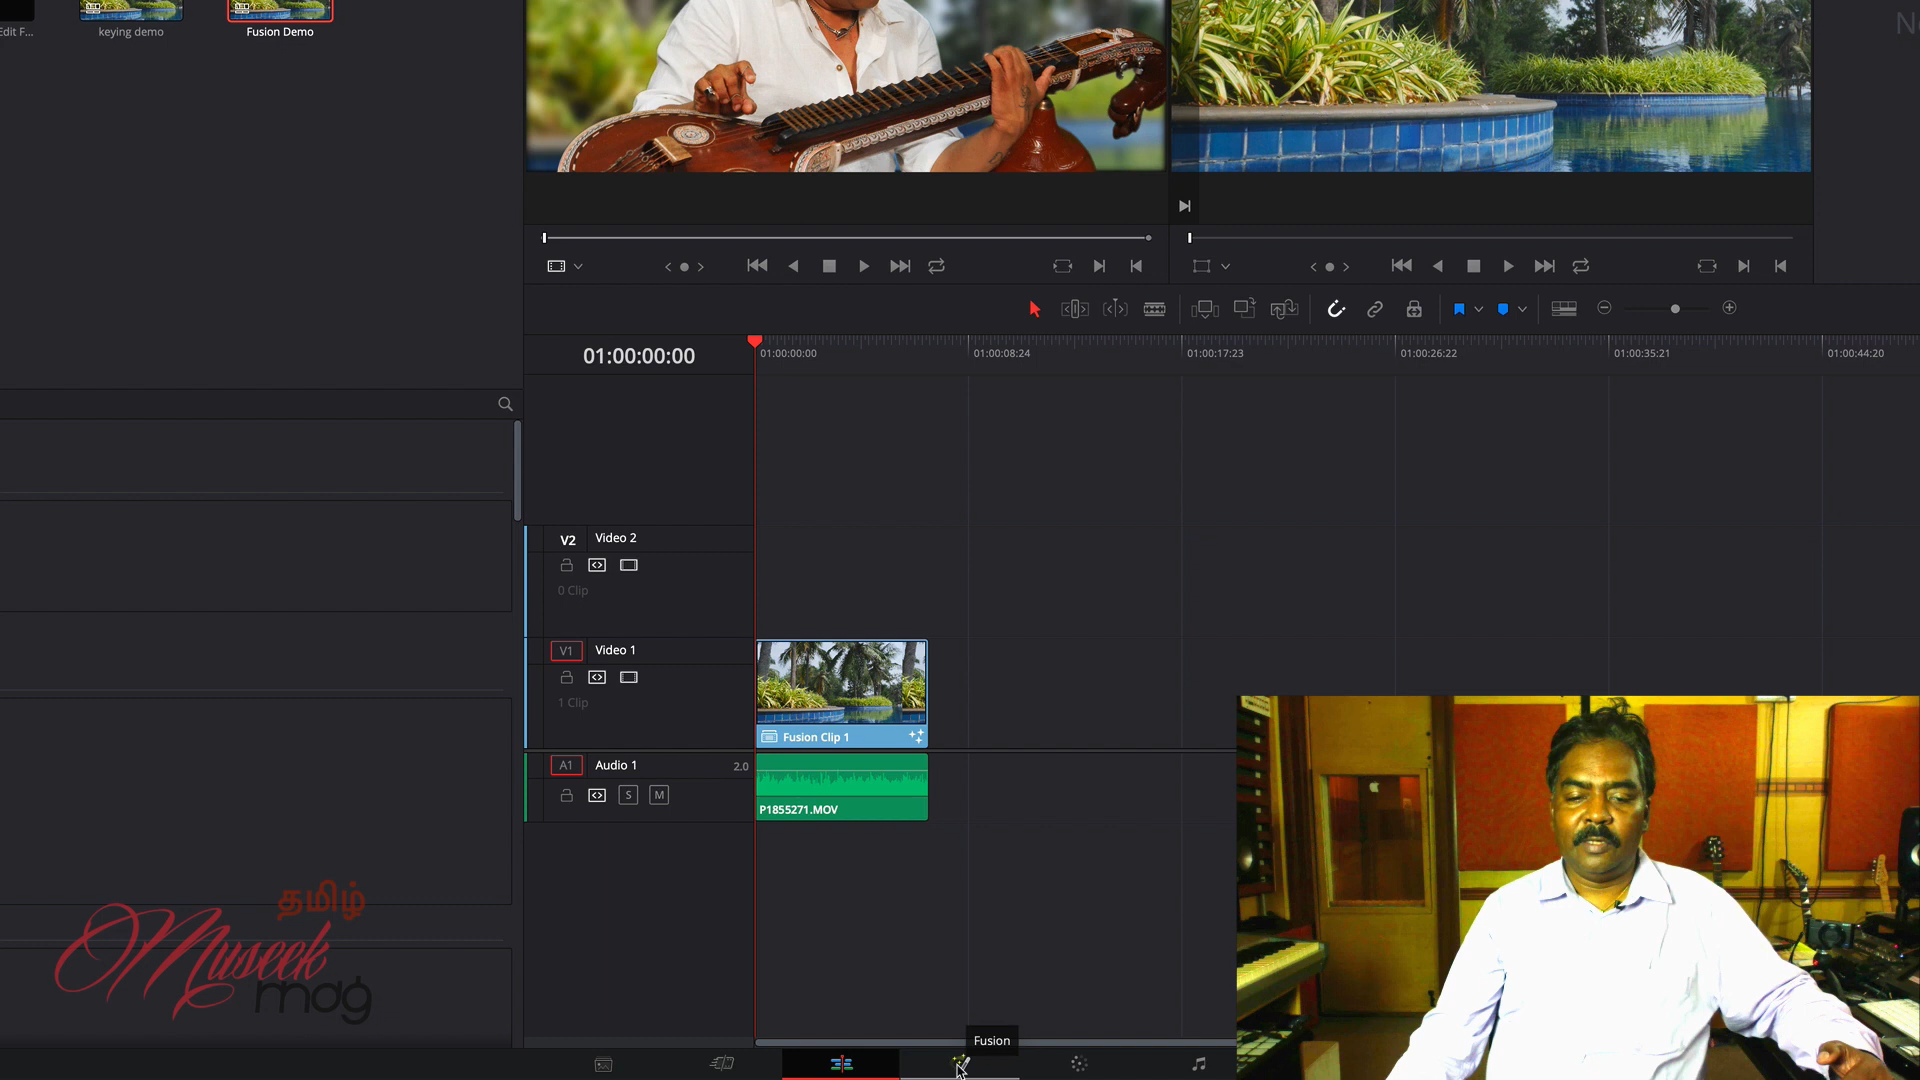 dit F...
keying demo
Fusion Demo
N
01:00:00:00
01:00:00:00
01:00:08:24
01:00:17:23
01:00:26:22
01:00:35:21
01:00:44:20
V2
Video 2
0 Clip
V1
Video 1
1 Clip
Fusion Clip 1
A1
Audio 1
2.0
S
M
P1855271.MOV
தமிழ்
Museek
mag
Fusion